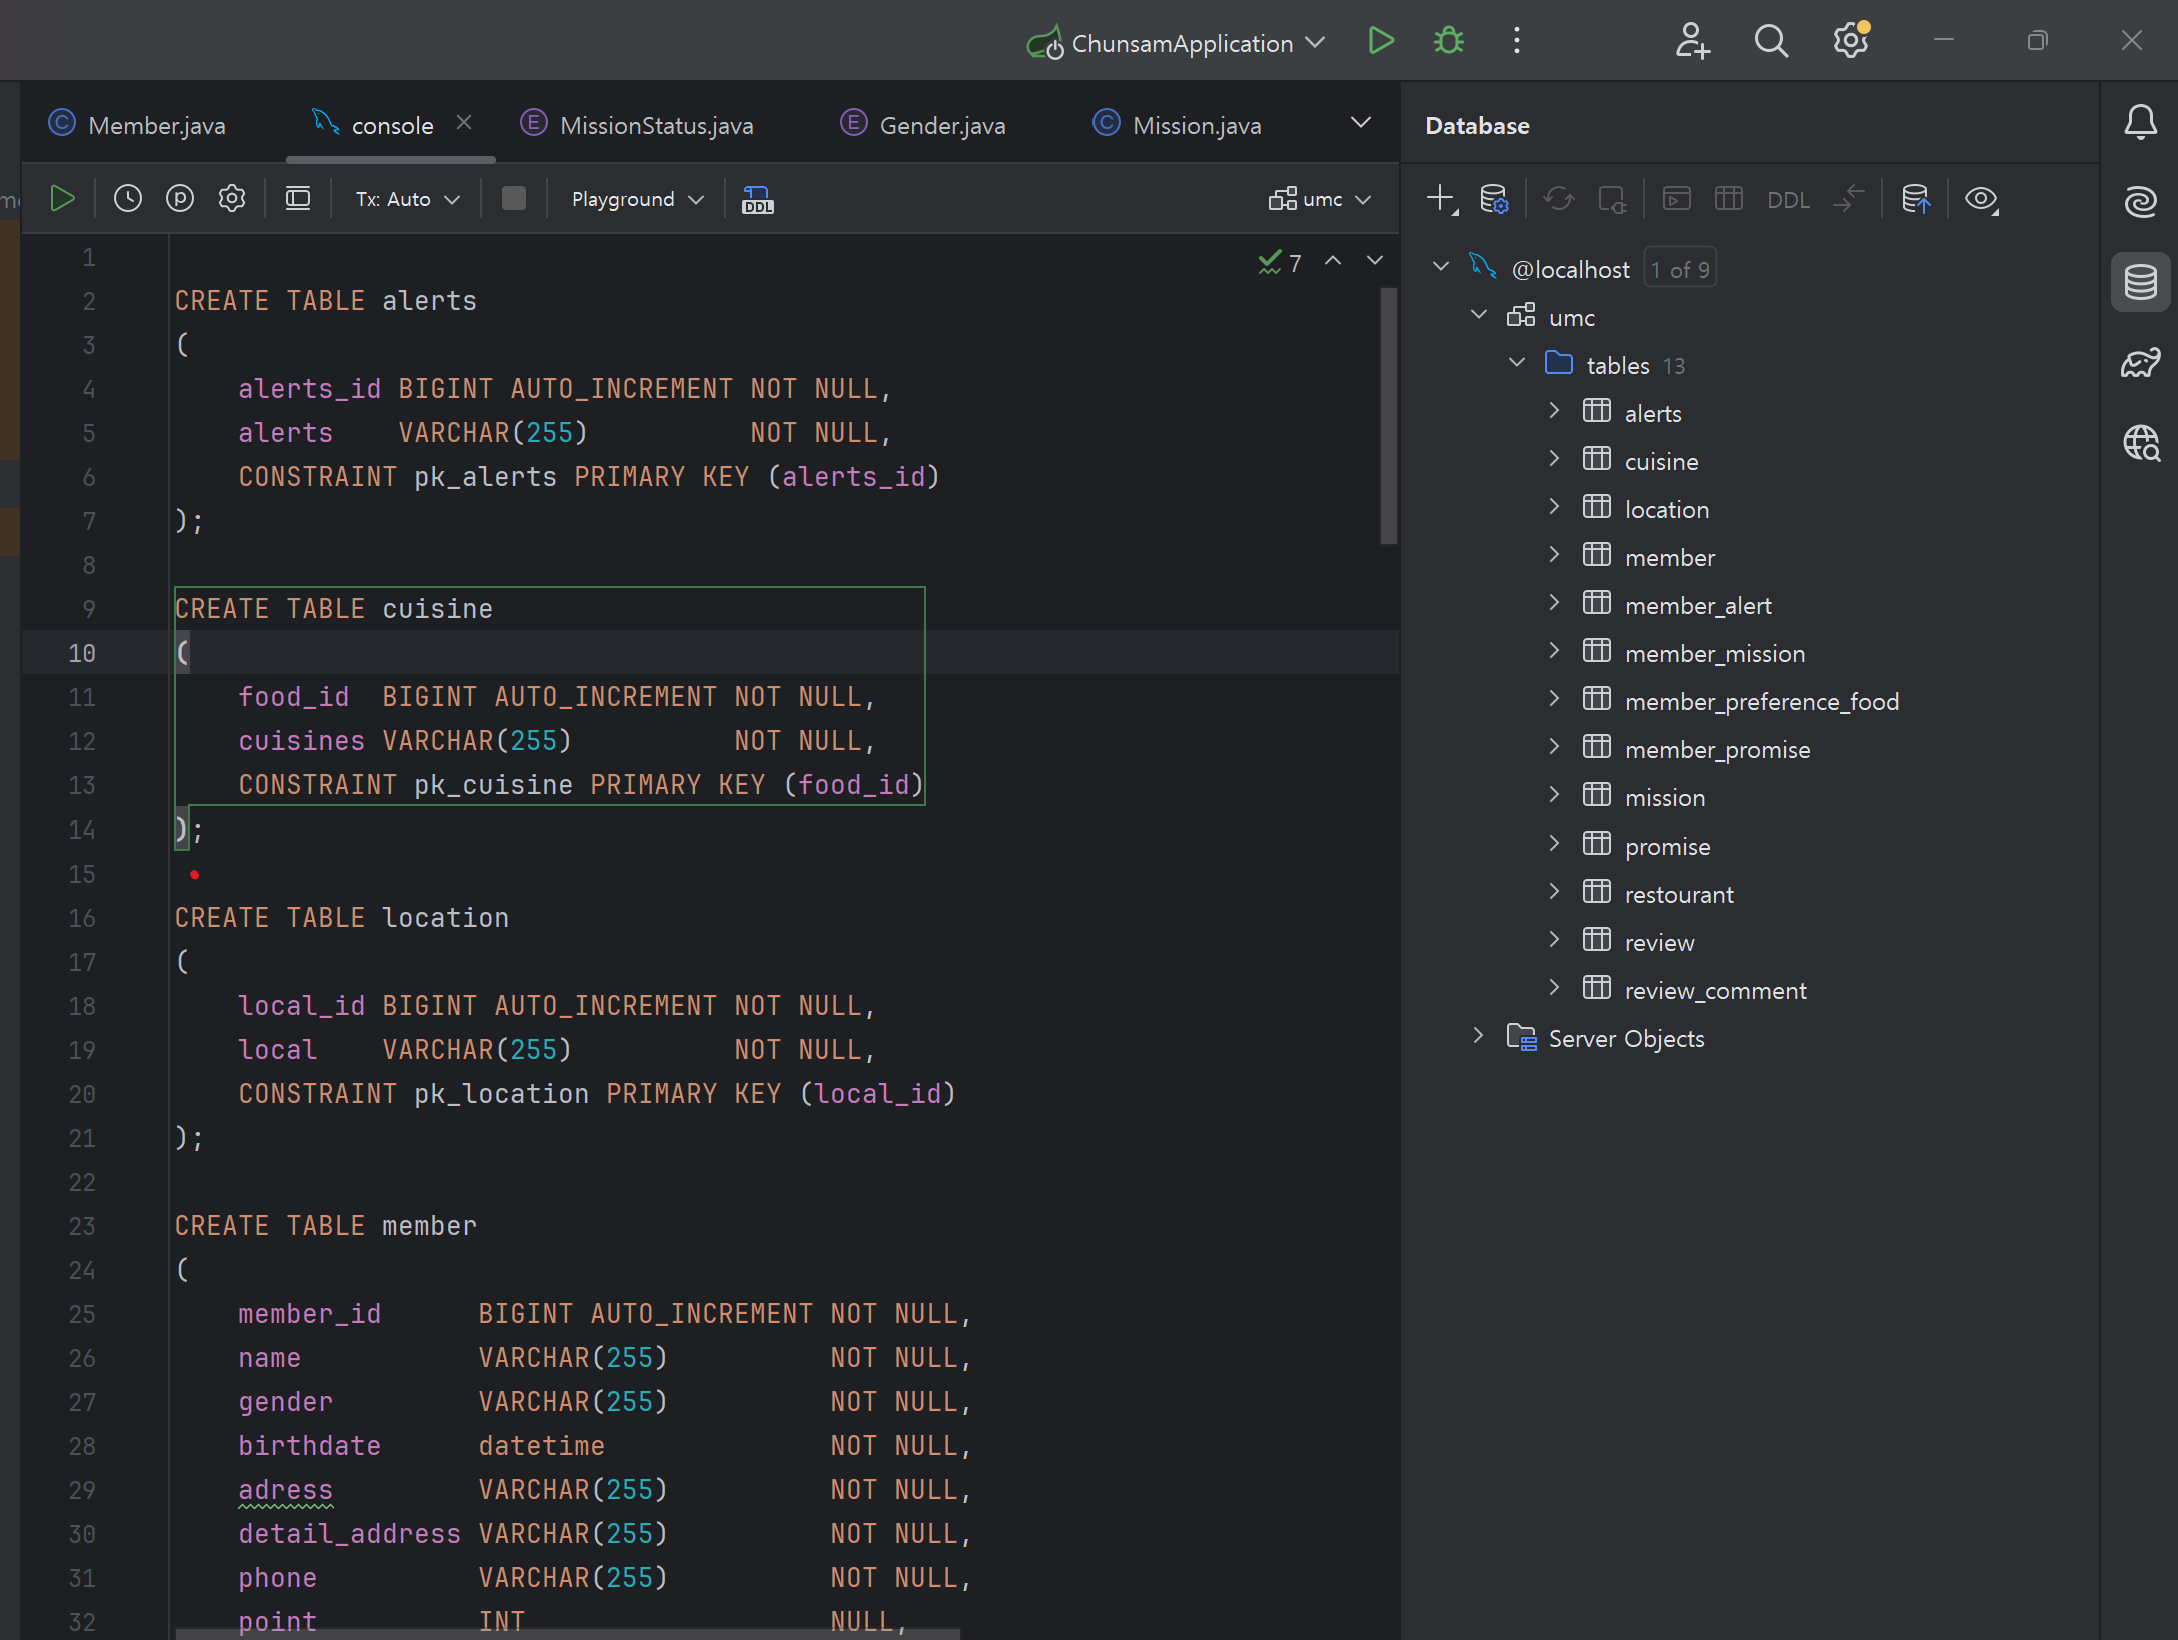 ChunsamApplication
Member.java
console
MissionStatus.java
Gender.java
Mission.java
Database
Tx: Auto
Playground
DDL
umc
DDL
7
1
2 CREATE TABLE alerts
3 (
4 alerts_id BIGINT AUTO_INCREMENT NOT NULL,
5 alerts VARCHAR(255) NOT NULL,
6 CONSTRAINT pk_alerts PRIMARY KEY (alerts_id)
7 );
8
9 CREATE TABLE cuisine
10 (
11 food_id BIGINT AUTO_INCREMENT NOT NULL,
12 cuisines VARCHAR(255) NOT NULL,
13 CONSTRAINT pk_cuisine PRIMARY KEY (food_id)
14 );
15
16 CREATE TABLE location
17 (
18 local_id BIGINT AUTO_INCREMENT NOT NULL,
19 local VARCHAR(255) NOT NULL,
20 CONSTRAINT pk_location PRIMARY KEY (local_id)
21 );
22
23 CREATE TABLE member
24 (
25 member_id BIGINT AUTO_INCREMENT NOT NULL,
26 name VARCHAR(255) NOT NULL,
27 gender VARCHAR(255) NOT NULL,
28 birthdate datetime NOT NULL,
29 adress VARCHAR(255) NOT NULL,
30 detail_address VARCHAR(255) NOT NULL,
31 phone VARCHAR(255) NOT NULL,
32 point INT NULL,
@localhost 1 of 9
umc
tables 13
alerts
cuisine
location
member
member_alert
member_mission
member_preference_food
member_promise
mission
promise
restourant
review
review_comment
Server Objects